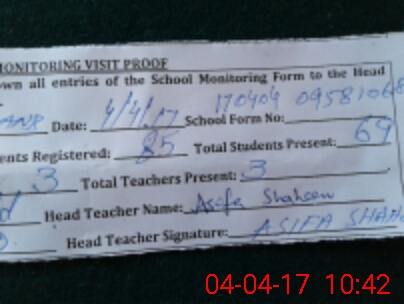 MONITORING VISIT PROOF
own all entries of the School Monitoring Form to the Head
Date: 4/4/17 School Form No: 170404 0958106
ents Registered: 85 Total Students Present: 69
3 Total Teachers Present: 3
Head Teacher Name: Asifa Shaheen
Head Teacher Signature: ASIFA SHAH
04-04-17 10:42